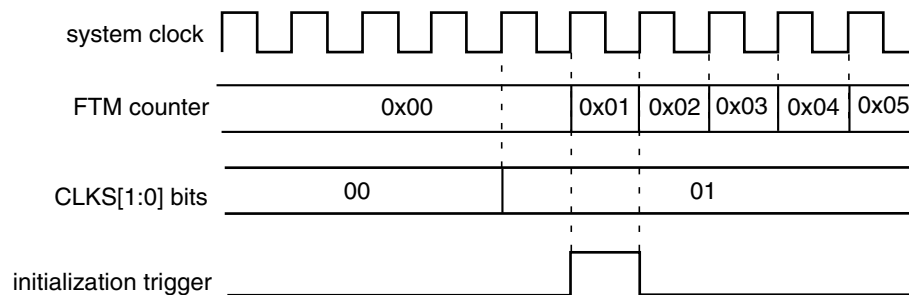 system clock
FTM counter 0x00 0x01 0x02 0x03 0x04 0x05
CLKS[1:0] bits 00 01
initialization trigger